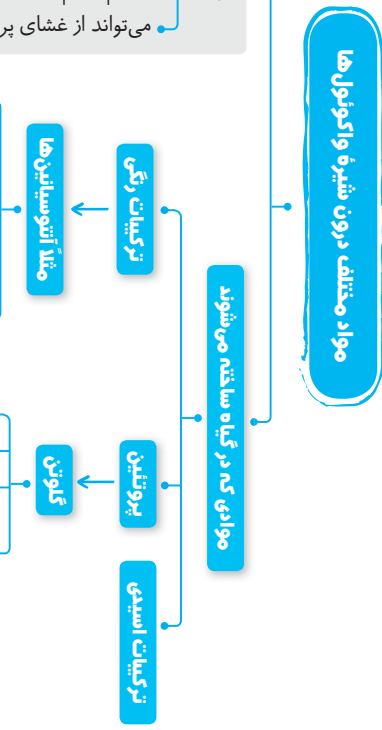 مواد مختلف درون شیرۀ واکوئول‌ها
موادی که در گیاه ساخته می‌شوند
ترکیبات رنگی
پروتئین
ترکیبات اسیدی
مثلاً آنتوسیانین‌ها
گلوتن
می‌تواند از غشای پر